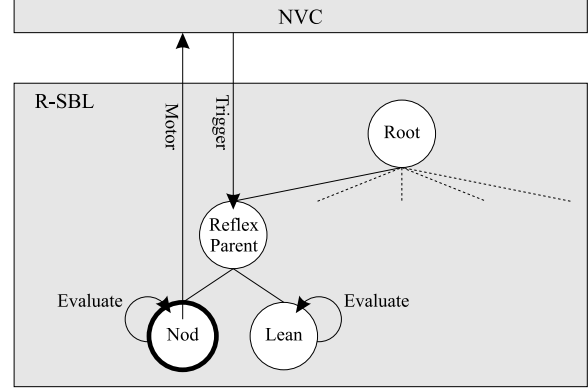 NVC
R-SBL
Motor
Trigger
Root
Reflex
Parent
Evaluate
Nod
Lean
Evaluate